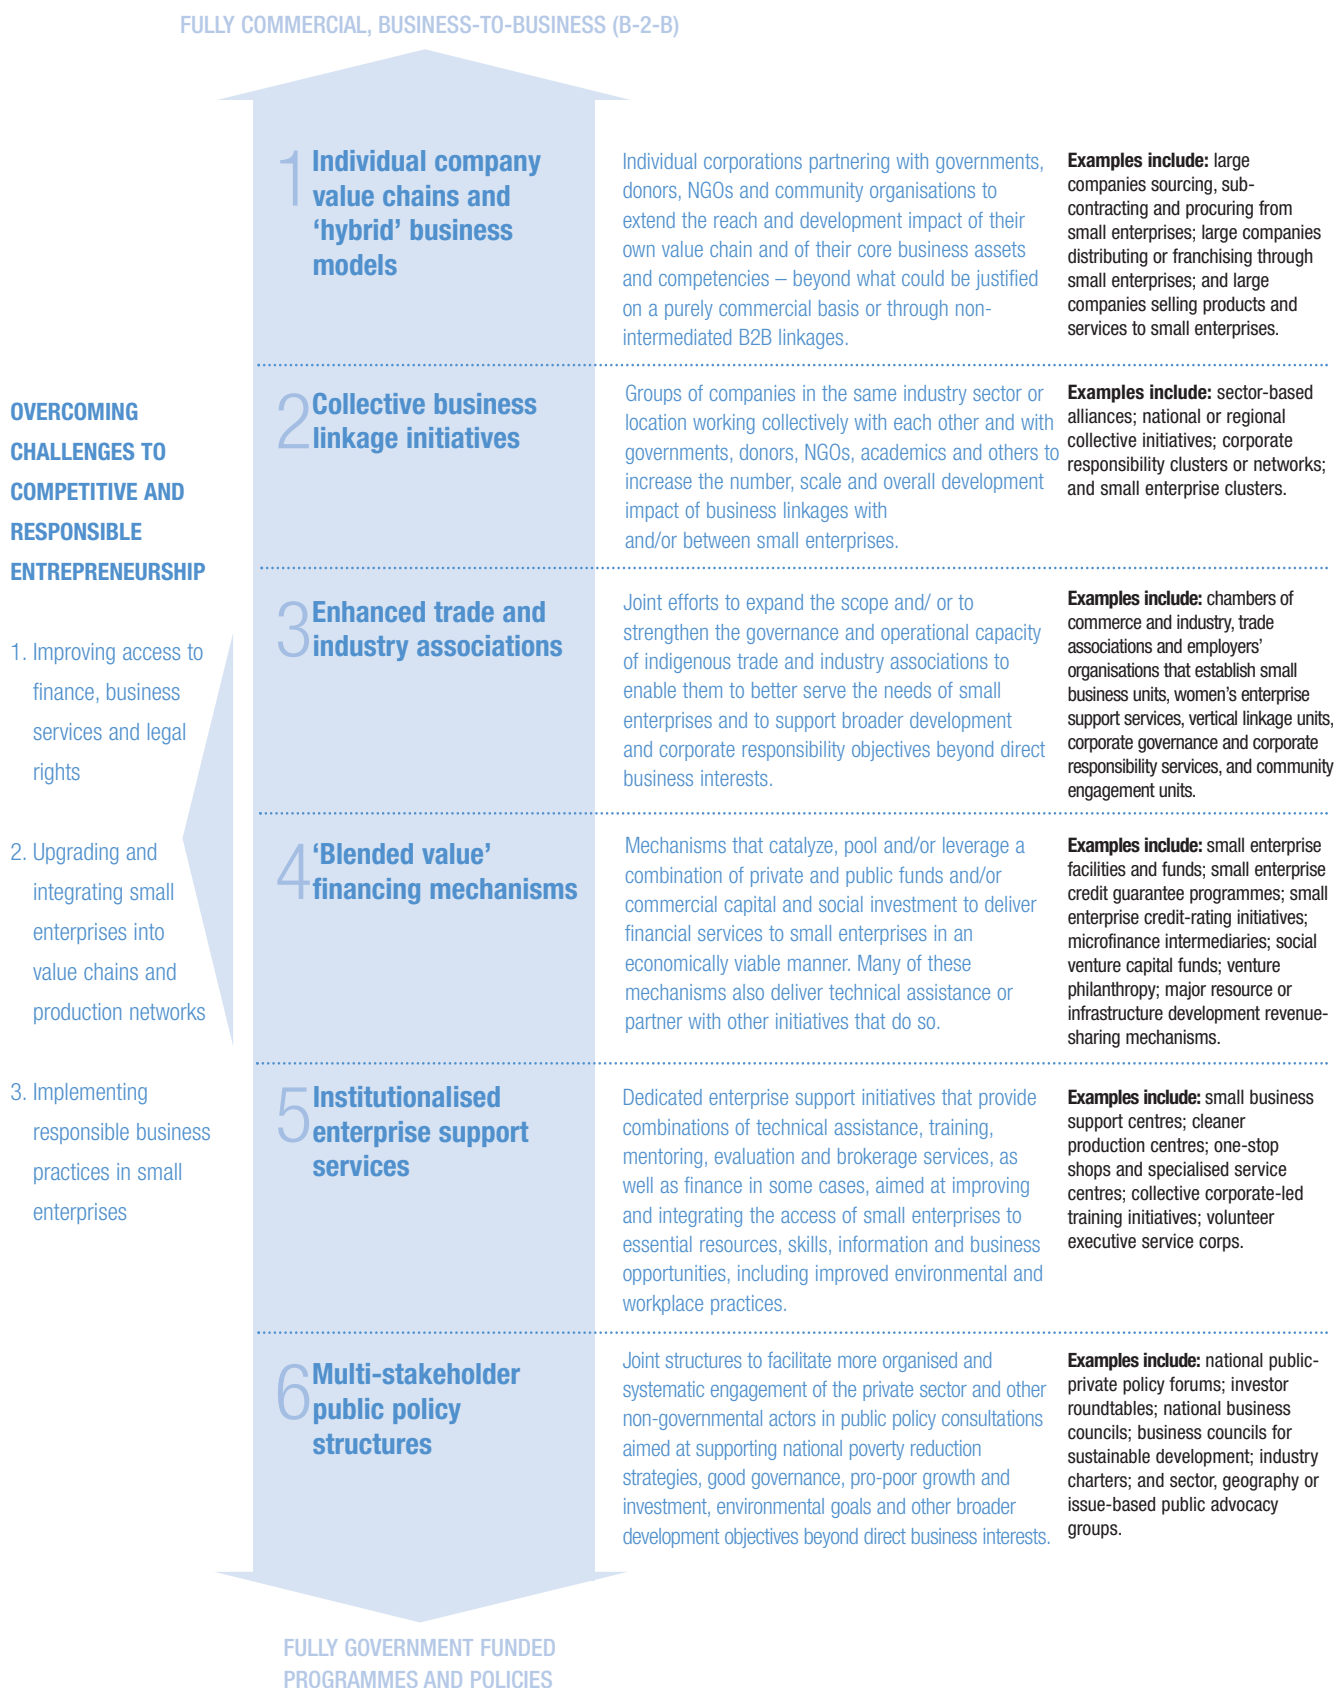 FULLY COMMERCIAL, BUSINESS-TO-BUSINESS (B-2-B)
OVERCOMING
CHALLENGES TO
COMPETITIVE AND
RESPONSIBLE
ENTREPRENEURSHIP
1. Improving access to
finance, business
services and legal
rights
2. Upgrading and
integrating small
enterprises into
value chains and
production networks
3. Implementing
responsible business
practices in small
enterprises
1 Individual company
value chains and
‘hybrid’ business
models
Individual corporations partnering with governments,
donors, NGOs and community organisations to
extend the reach and development impact of their
own value chain and of their core business assets
and competencies – beyond what could be justified
on a purely commercial basis or through non-
intermediated B2B linkages.
Examples include: large
companies sourcing, sub-
contracting and procuring from
small enterprises; large companies
distributing or franchising through
small enterprises; and large
companies selling products and
services to small enterprises.
2 Collective business
linkage initiatives
Groups of companies in the same industry sector or
location working collectively with each other and with
governments, donors, NGOs, academics and others to
increase the number, scale and overall development
impact of business linkages with
and/or between small enterprises.
Examples include: sector-based
alliances; national or regional
collective initiatives; corporate
responsibility clusters or networks;
and small enterprise clusters.
3 Enhanced trade and
industry associations
Joint efforts to expand the scope and/ or to
strengthen the governance and operational capacity
of indigenous trade and industry associations to
enable them to better serve the needs of small
enterprises and to support broader development
and corporate responsibility objectives beyond direct
business interests.
Examples include: chambers of
commerce and industry, trade
associations and employers’
organisations that establish small
business units, women’s enterprise
support services, vertical linkage units,
corporate governance and corporate
responsibility services, and community
engagement units.
4 ‘Blended value’
financing mechanisms
Mechanisms that catalyze, pool and/or leverage a
combination of private and public funds and/or
commercial capital and social investment to deliver
financial services to small enterprises in an
economically viable manner. Many of these
mechanisms also deliver technical assistance or
partner with other initiatives that do so.
Examples include: small enterprise
facilities and funds; small enterprise
credit guarantee programmes; small
enterprise credit-rating initiatives;
microfinance intermediaries; social
venture capital funds; venture
philanthropy; major resource or
infrastructure development revenue-
sharing mechanisms.
5 Institutionalised
enterprise support
services
Dedicated enterprise support initiatives that provide
combinations of technical assistance, training,
mentoring, evaluation and brokerage services, as
well as finance in some cases, aimed at improving
and integrating the access of small enterprises to
essential resources, skills, information and business
opportunities, including improved environmental and
workplace practices.
Examples include: small business
support centres; cleaner
production centres; one-stop
shops and specialised service
centres; collective corporate-led
training initiatives; volunteer
executive service corps.
6 Multi-stakeholder
public policy
structures
Joint structures to facilitate more organised and
systematic engagement of the private sector and other
non-governmental actors in public policy consultations
aimed at supporting national poverty reduction
strategies, good governance, pro-poor growth and
investment, environmental goals and other broader
development objectives beyond direct business interests.
Examples include: national public-
private policy forums; investor
roundtables; national business
councils; business councils for
sustainable development; industry
charters; and sector, geography or
issue-based public advocacy
groups.
FULLY GOVERNMENT FUNDED
PROGRAMMES AND POLICIES